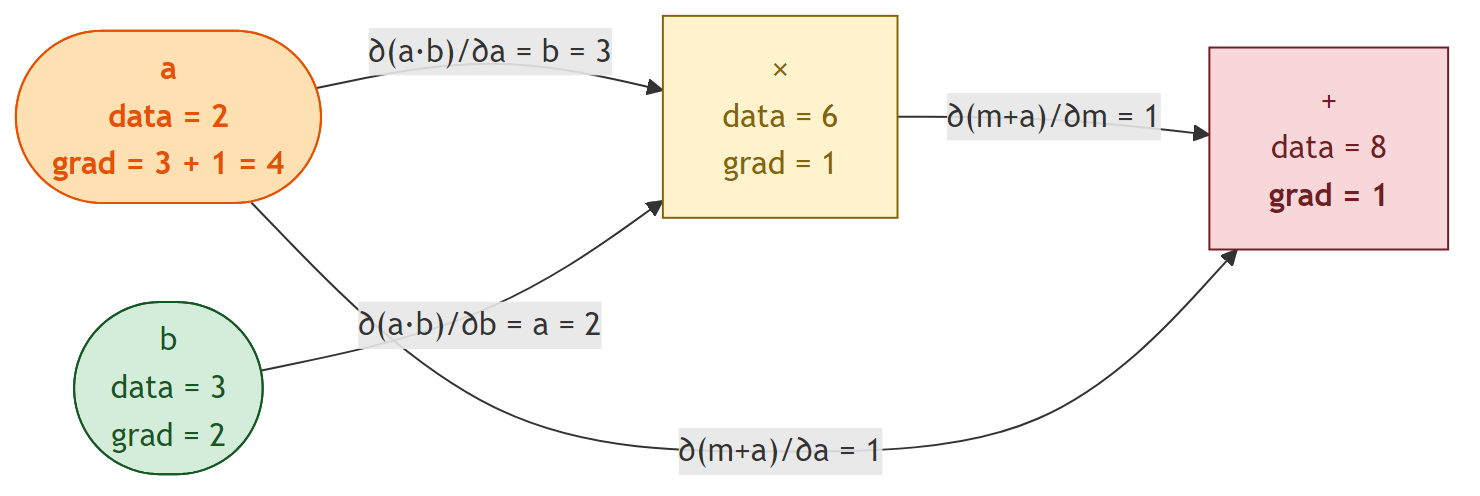 a
data = 2
grad = 3 + 1 = 4
∂(a·b)/∂a = b = 3
×
data = 6
grad = 1
∂(m+a)/∂m = 1
+
data = 8
grad = 1
b
data = 3
grad = 2
∂(a·b)/∂b = a = 2
∂(m+a)/∂a = 1